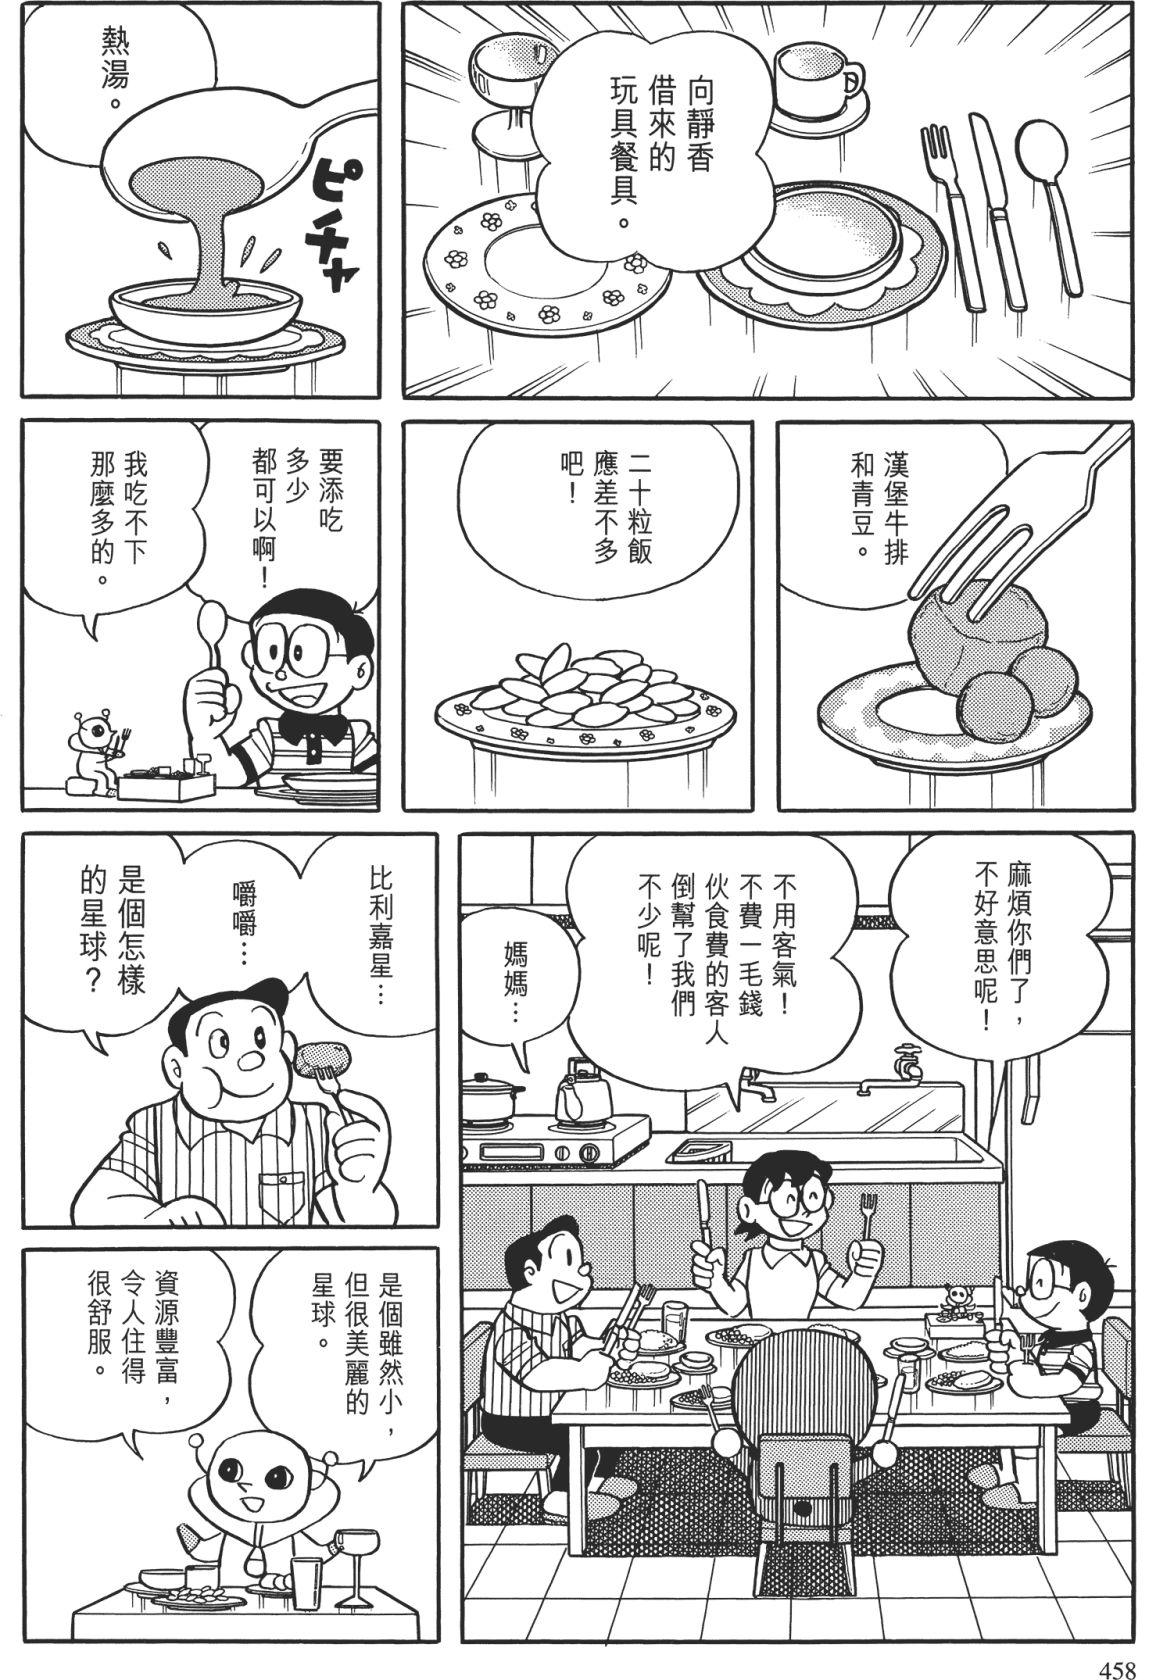 向靜香
借來的
玩具餐具。
熱湯。
ピチャ
漢堡牛排
和青豆。
二十粒飯
應差不多
吧！
要添吃
多少
都可以啊！
我吃不下
那麼多的。
麻煩你們了，
不好意思呢！
不用客氣！
不費一毛錢
伙食費的客人
倒幫了我們
不少呢！
媽媽…
比利嘉星…
嚼嚼…
是個怎樣
的星球？
是個雖然小，
但很美麗的
星球。
資源豐富，
令人住得
很舒服。
458